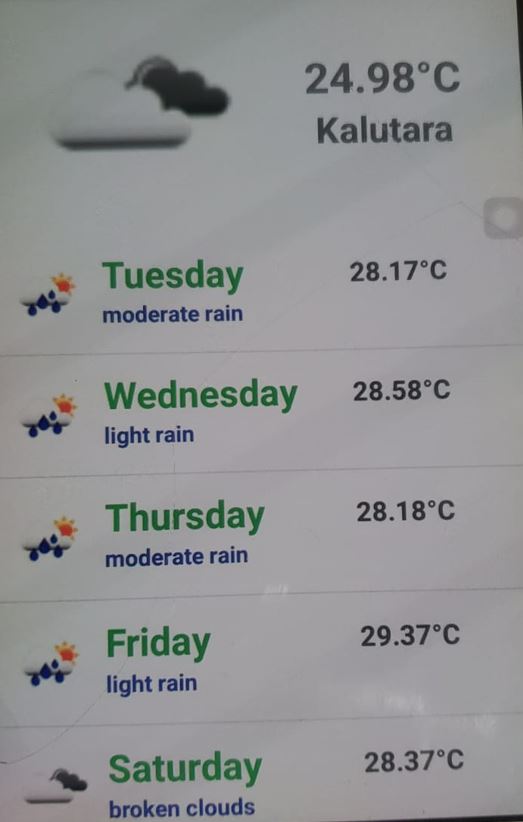 24.98°C
Kalutara
Tuesday 28.17°C
moderate rain
Wednesday 28.58°C
light rain
Thursday 28.18°C
moderate rain
Friday 29.37°C
light rain
Saturday 28.37°C
broken clouds